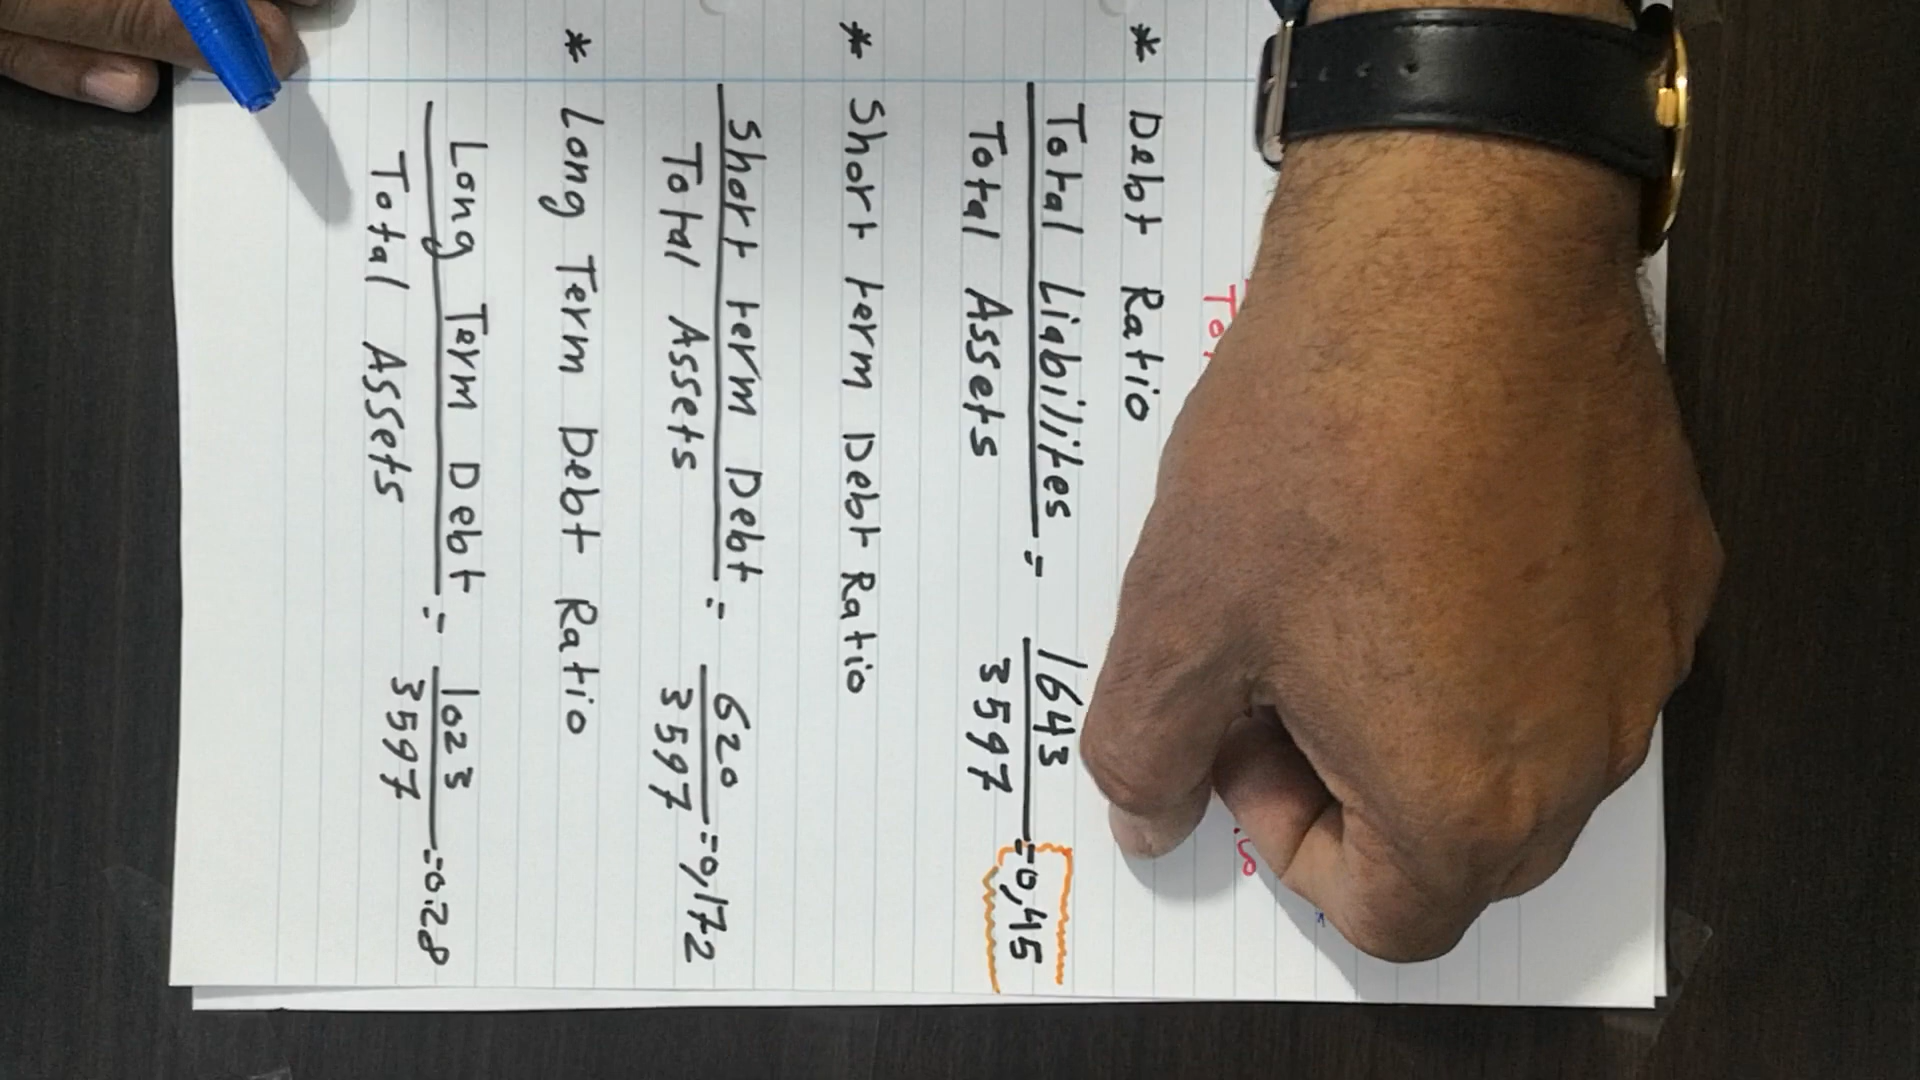 * Debt Ratio
Total Liabilites = 1643 = 0,45
Total Assets 3597
* Short term Debt Ratio
Short term Debt = 620 = 0,172
Total Assets 3597
* Long Term Debt Ratio
Long Term Debt = 1023 = 0.28
Total Assets 3597